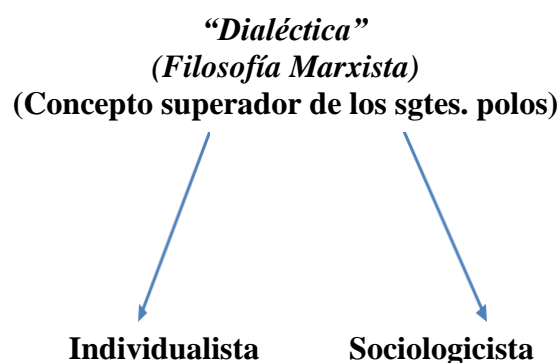 “Dialéctica”
(Filosofía Marxista)
(Concepto superador de los sgtes. polos)
Individualista Sociologicista